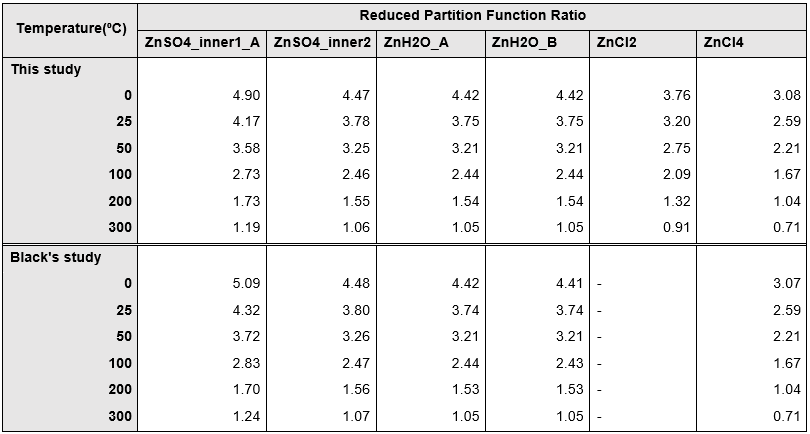 Temperature(ºC) Reduced Partition Function Ratio
ZnSO4_inner1_A ZnSO4_inner2 ZnH2O_A ZnH2O_B ZnCl2 ZnCl4
This study
0 4.90 4.47 4.42 4.42 3.76 3.08
25 4.17 3.78 3.75 3.75 3.20 2.59
50 3.58 3.25 3.21 3.21 2.75 2.21
100 2.73 2.46 2.44 2.44 2.09 1.67
200 1.73 1.55 1.54 1.54 1.32 1.04
300 1.19 1.06 1.05 1.05 0.91 0.71
Black's study
0 5.09 4.48 4.42 4.41 - 3.07
25 4.32 3.80 3.74 3.74 - 2.59
50 3.72 3.26 3.21 3.21 - 2.21
100 2.83 2.47 2.44 2.43 - 1.67
200 1.70 1.56 1.53 1.53 - 1.04
300 1.24 1.07 1.05 1.05 - 0.71